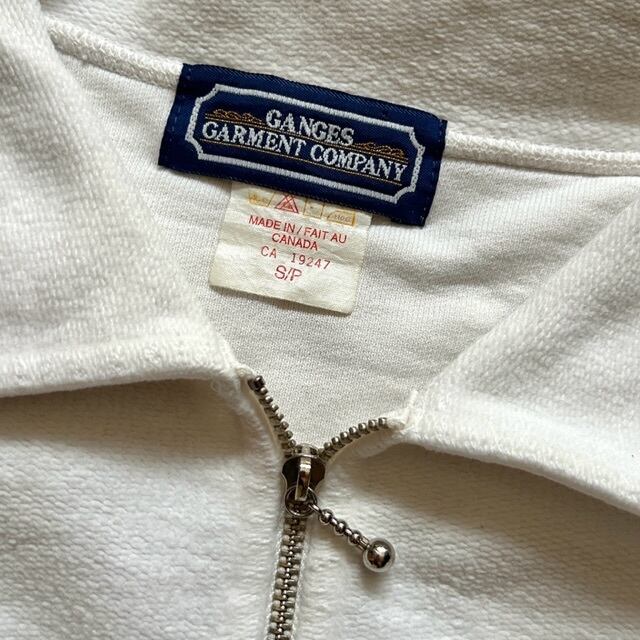 GANGES
GARMENT COMPANY
MADE IN / FAIT AU
CANADA
CA 19247
S/P